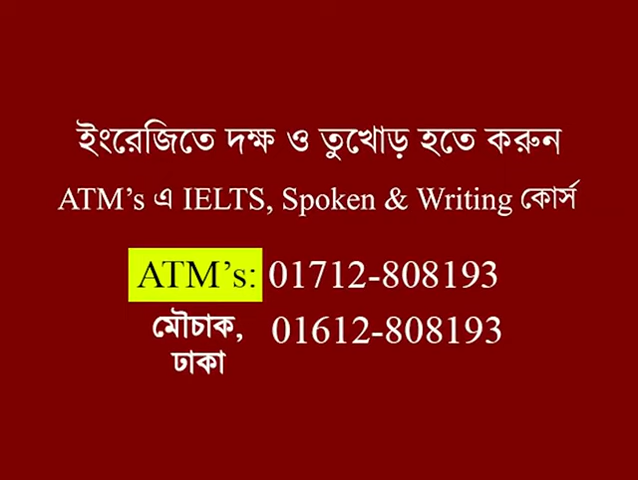 ইংরেজিতে দক্ষ ও তুখোড় হতে করুন
ATM’s এ IELTS, Spoken & Writing কোর্স
ATM’s: 01712-808193
মৌচাক, 01612-808193
ঢাকা